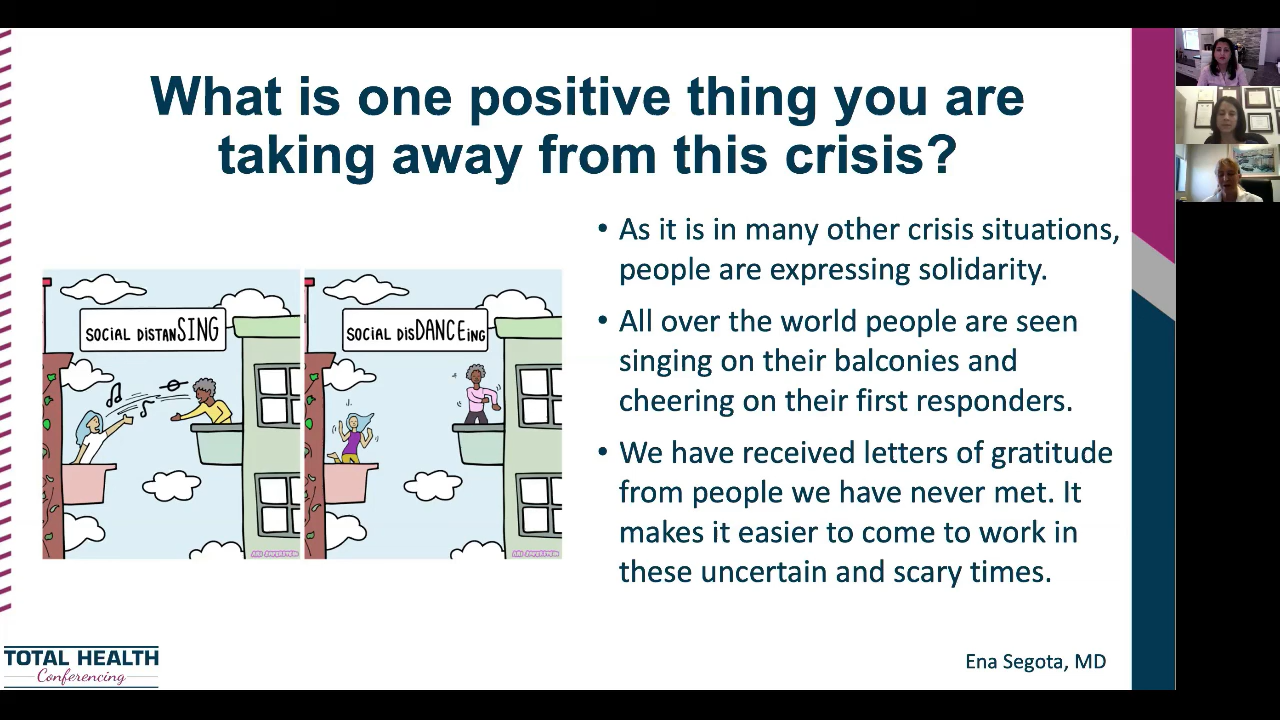 What is one positive thing you are
taking away from this crisis?
SOCIAL DISTANSING
SOCIAL DISDANCEING
• As it is in many other crisis situations,
people are expressing solidarity.
• All over the world people are seen
singing on their balconies and
cheering on their first responders.
• We have received letters of gratitude
from people we have never met. It
makes it easier to come to work in
these uncertain and scary times.
TOTAL HEALTH
Conferencing
Ena Segota, MD